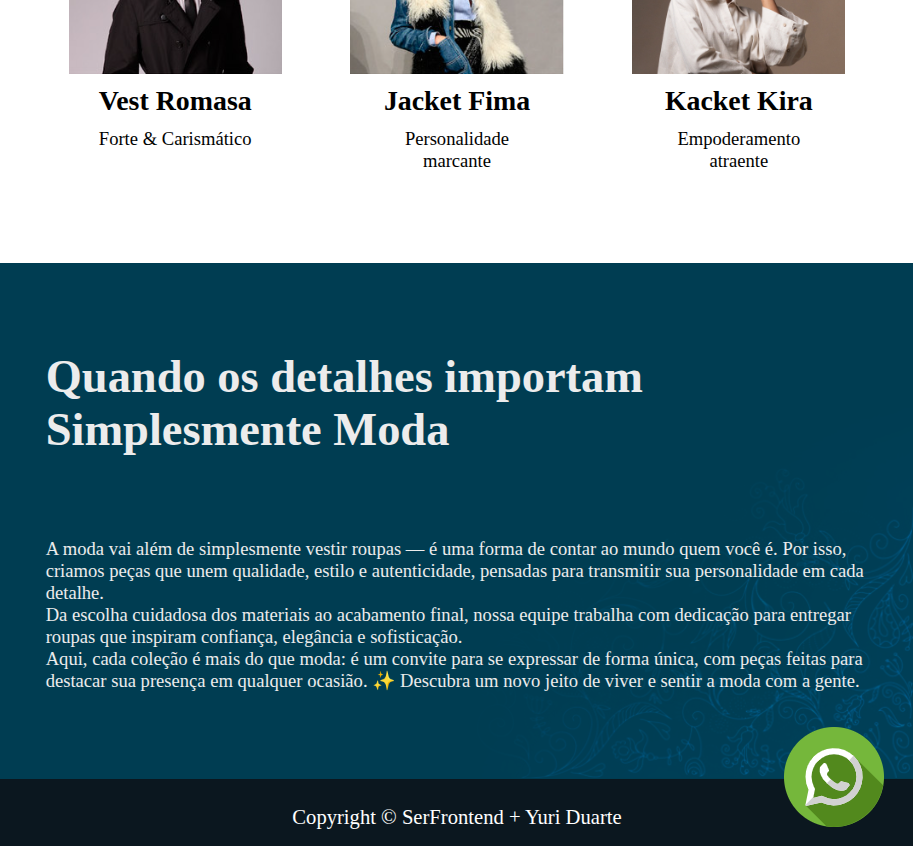 Vest Romasa
Jacket Fima
Kacket Kira
Forte & Carismático
Personalidade
marcante
Empoderamento
atraente
Quando os detalhes importam
Simplesmente Moda
A moda vai além de simplesmente vestir roupas — é uma forma de contar ao mundo quem você é. Por isso,
criamos peças que unem qualidade, estilo e autenticidade, pensadas para transmitir sua personalidade em cada
detalhe.
Da escolha cuidadosa dos materiais ao acabamento final, nossa equipe trabalha com dedicação para entregar
roupas que inspiram confiança, elegância e sofisticação.
Aqui, cada coleção é mais do que moda: é um convite para se expressar de forma única, com peças feitas para
destacar sua presença em qualquer ocasião. ✨ Descubra um novo jeito de viver e sentir a moda com a gente.
Copyright © SerFrontend + Yuri Duarte